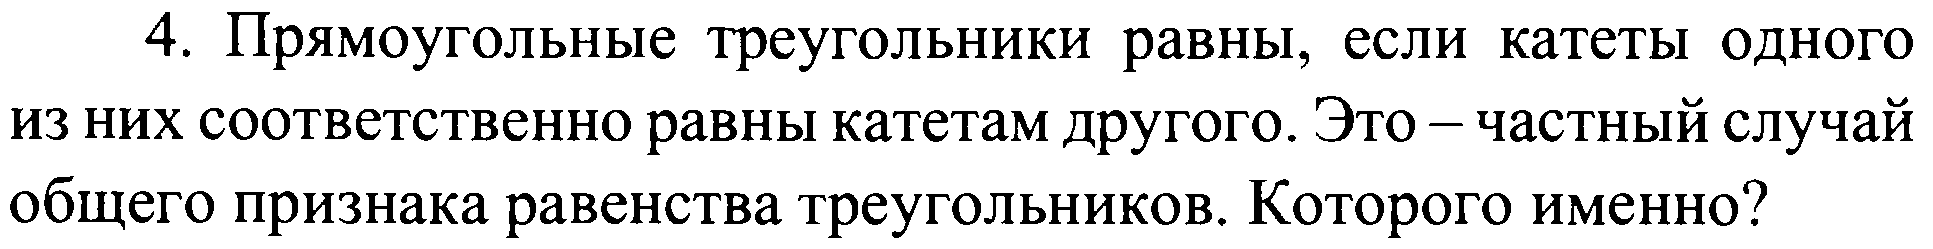 4. Прямоугольные треугольники равны, если катеты одного
из них соответственно равны катетам другого. Это – частный случай
общего признака равенства треугольников. Которого именно?